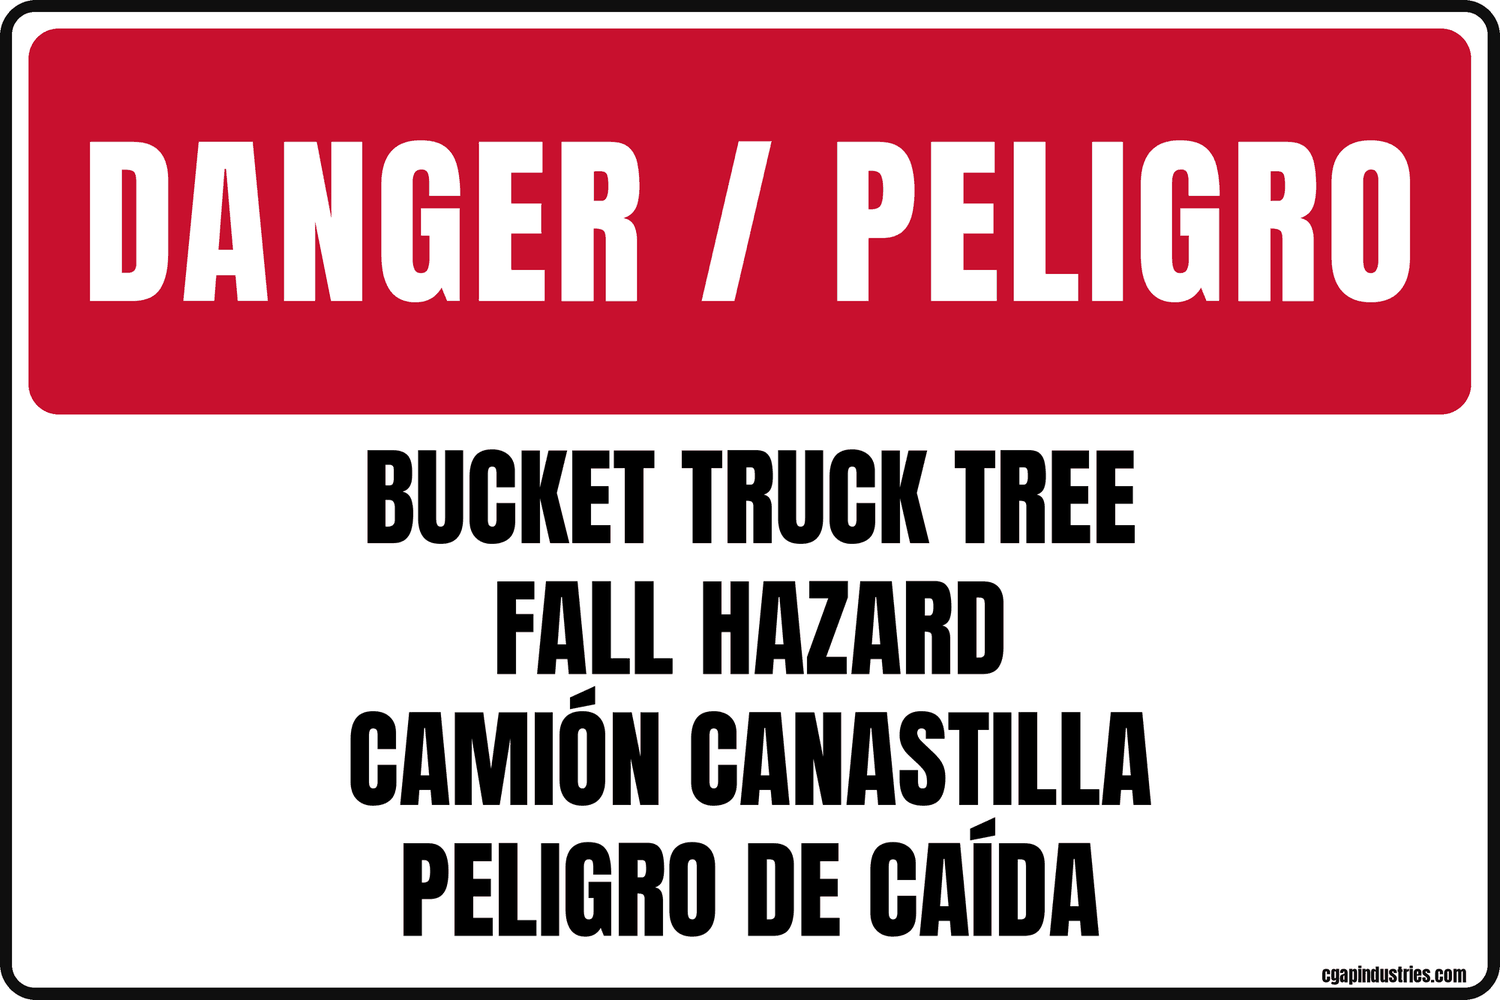 DANGER / PELIGRO
BUCKET TRUCK TREE
FALL HAZARD
CAMIÓN CANASTILLA
PELIGRO DE CAÍDA
cgapindustries.com